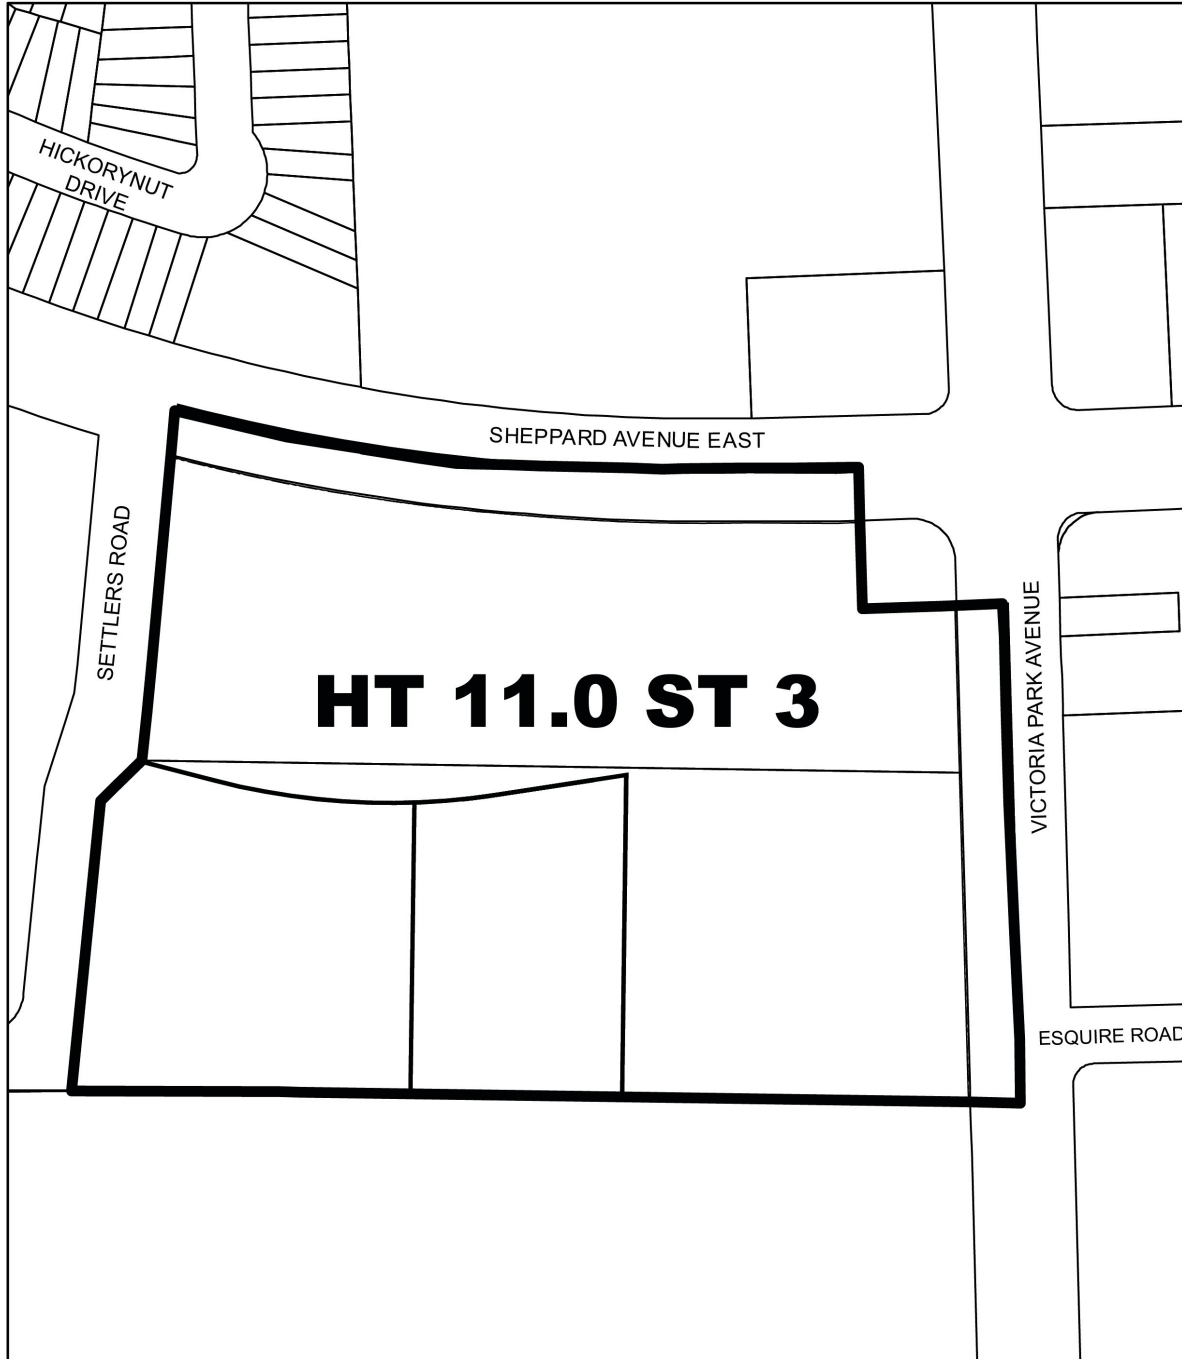 HICKORYNUT
DRIVE
SHEPPARD AVENUE EAST
SETTLERS ROAD
VICTORIA PARK AVENUE
HT 11.0 ST 3
ESQUIRE ROAD